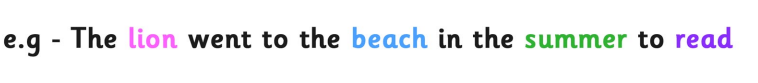 e.g - The lion went to the beach in the summer to read